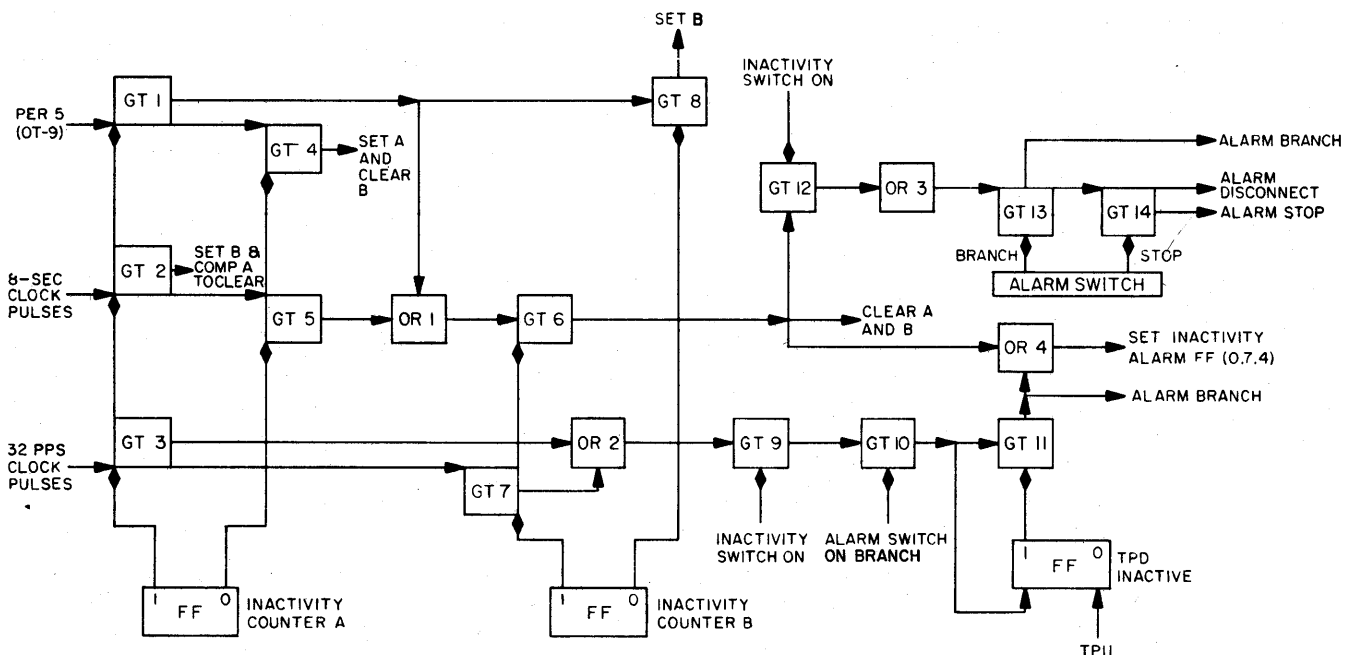 SET B
INACTIVITY
SWITCH ON
GT 1
GT 8
PER 5
(OT-9)
GT 4
SET A
AND
CLEAR
B
ALARM BRANCH
GT 12
OR 3
GT 13
GT 14
ALARM
DISCONNECT
ALARM STOP
BRANCH
STOP
ALARM SWITCH
GT 2
SET B &
COMP A
TOCLEAR
8-SEC
CLOCK
PULSES
GT 5
OR 1
GT 6
CLEAR A
AND B
OR 4
SET INACTIVITY
ALARM FF (0.7.4)
ALARM BRANCH
GT 3
32 PPS
CLOCK
PULSES
OR 2
GT 7
GT 9
GT 10
GT 11
INACTIVITY
SWITCH ON
ALARM SWITCH
ON BRANCH
1 0
FF
TPD
INACTIVE
1 0
FF
INACTIVITY
COUNTER A
1 0
FF
INACTIVITY
COUNTER B
TPU